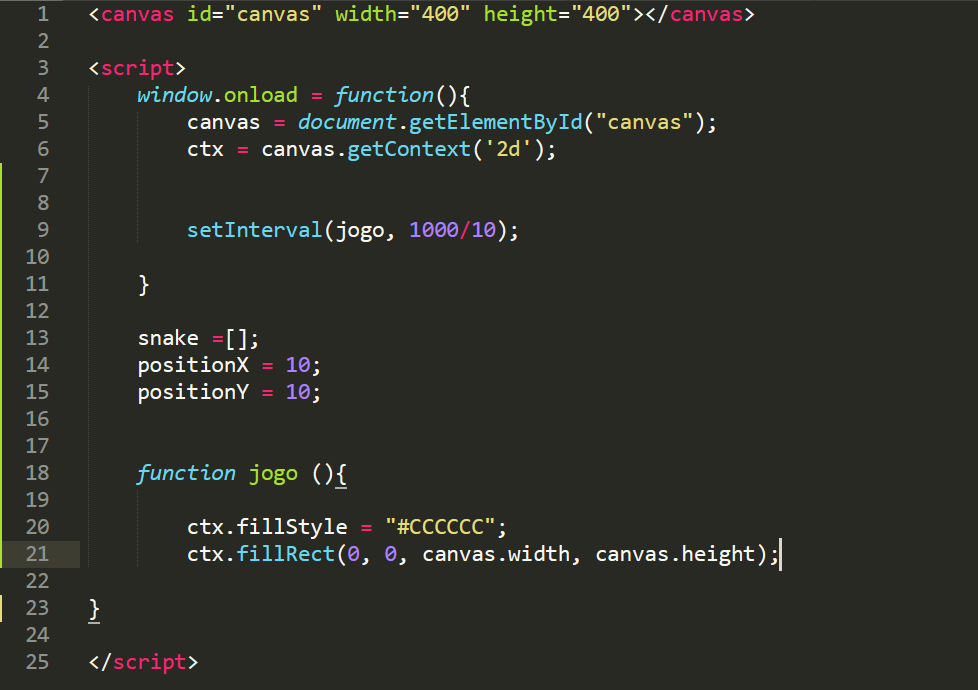 1 <canvas id="canvas" width="400" height="400"></canvas>
2
3 <script>
4 window.onload = function(){
5 canvas = document.getElementById("canvas");
6 ctx = canvas.getContext('2d');
7
8
9 setInterval(jogo, 1000/10);
10
11 }
12
13 snake =[];
14 positionX = 10;
15 positionY = 10;
16
17
18 function jogo (){
19
20 ctx.fillStyle = "#CCCCCC";
21 ctx.fillRect(0, 0, canvas.width, canvas.height);
22
23 }
24
25 </script>